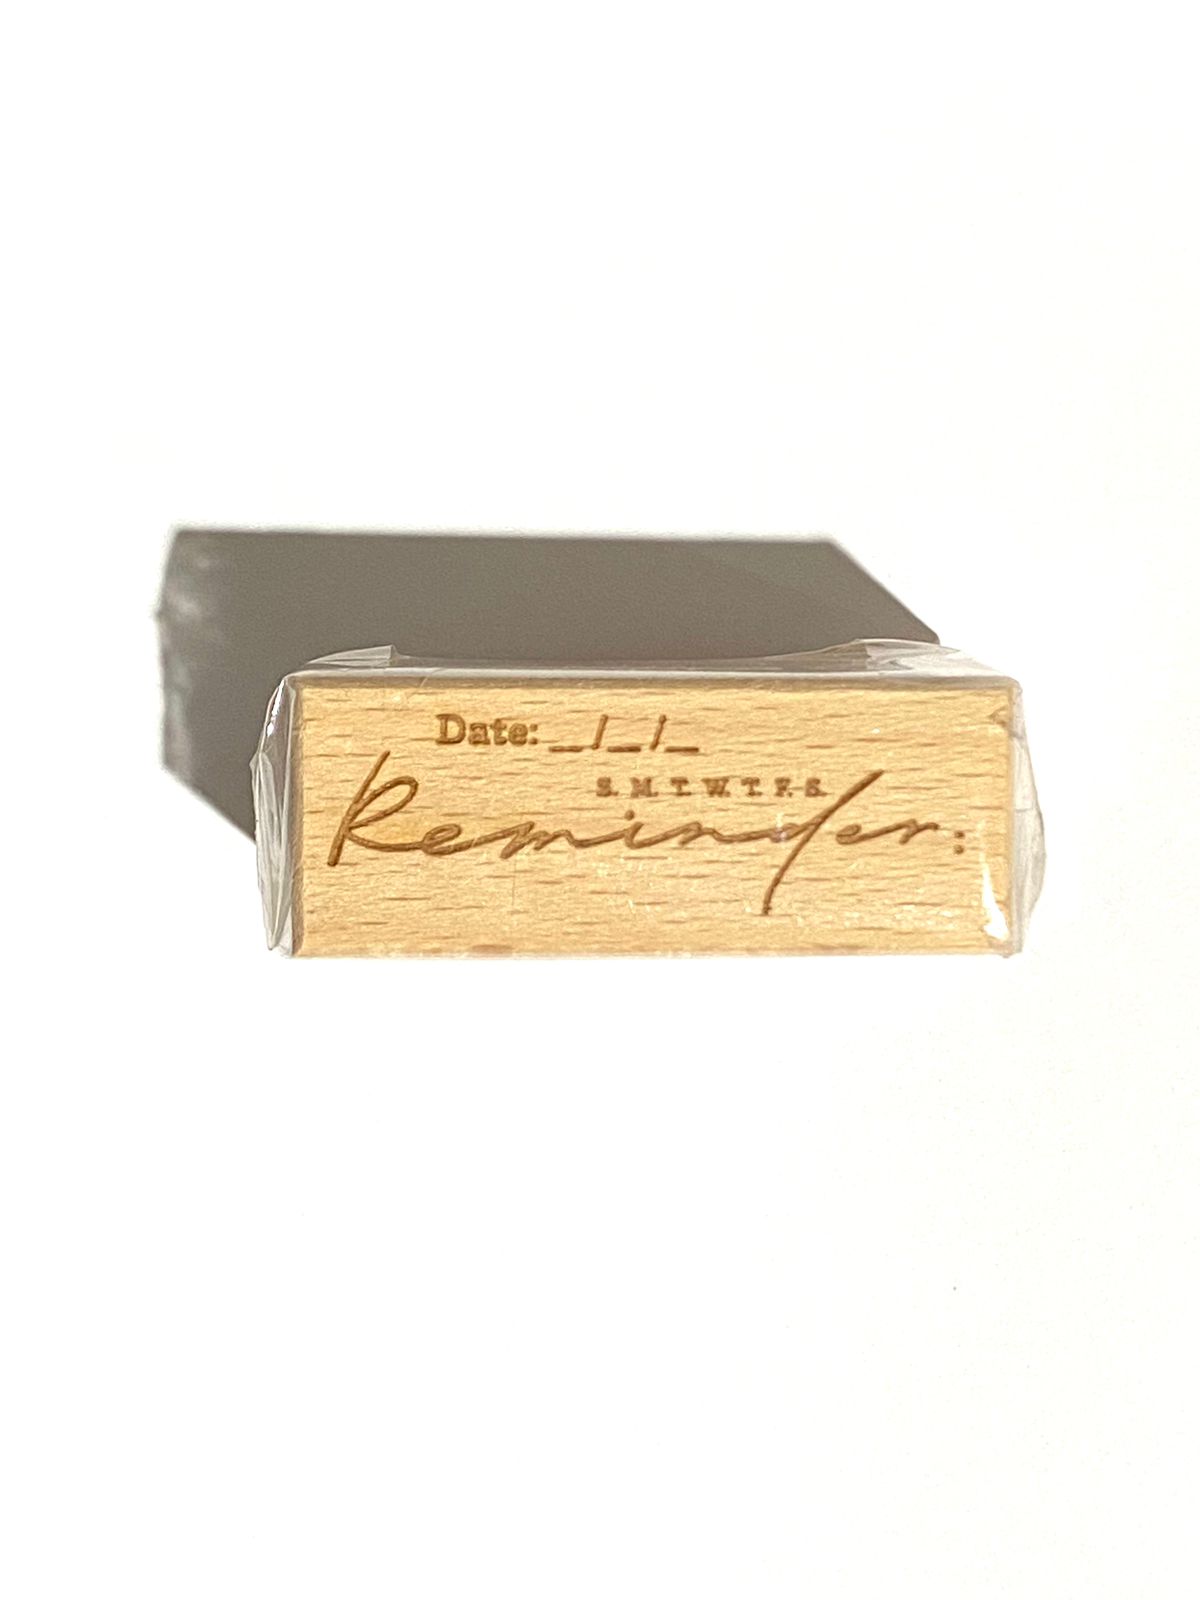 Date: _/_/_
S. M. T. W. T. F. S.
Reminder: